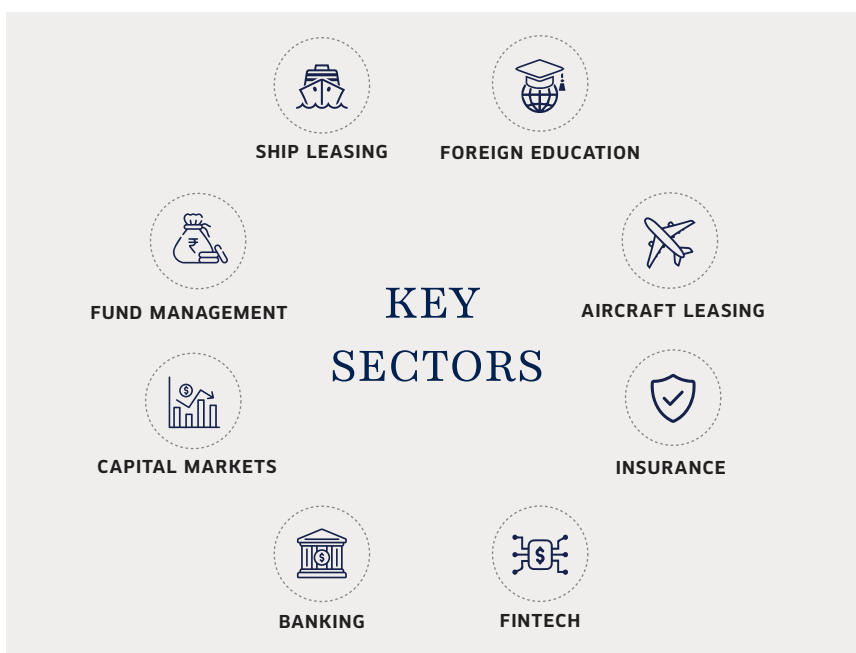 SHIP LEASING
FOREIGN EDUCATION
₹
FUND MANAGEMENT
AIRCRAFT LEASING
KEY
SECTORS
$
CAPITAL MARKETS
INSURANCE
$
BANKING
$
FINTECH